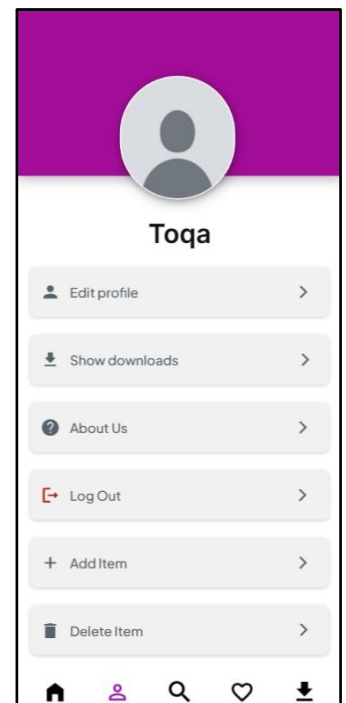 Toqa
Edit profile
Show downloads
About Us
Log Out
Add Item
Delete Item